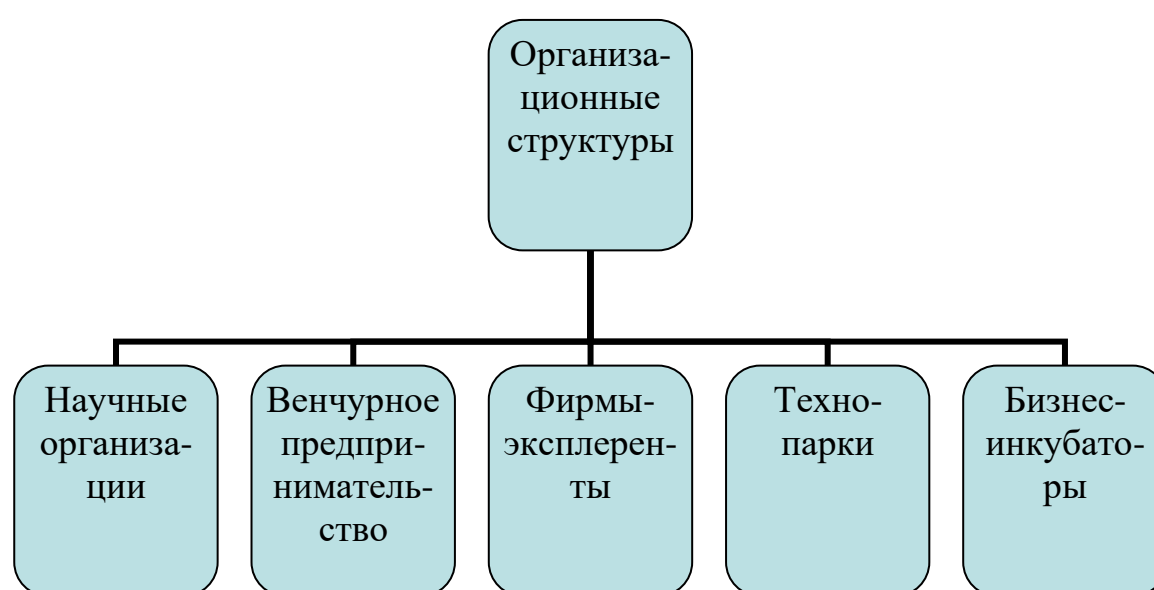 Организа-
ционные
структуры
Научные
организа-
ции
Венчурное
предпри-
ниматель-
ство
Фирмы-
эксплерен-
ты
Техно-
парки
Бизнес-
инкубато-
ры